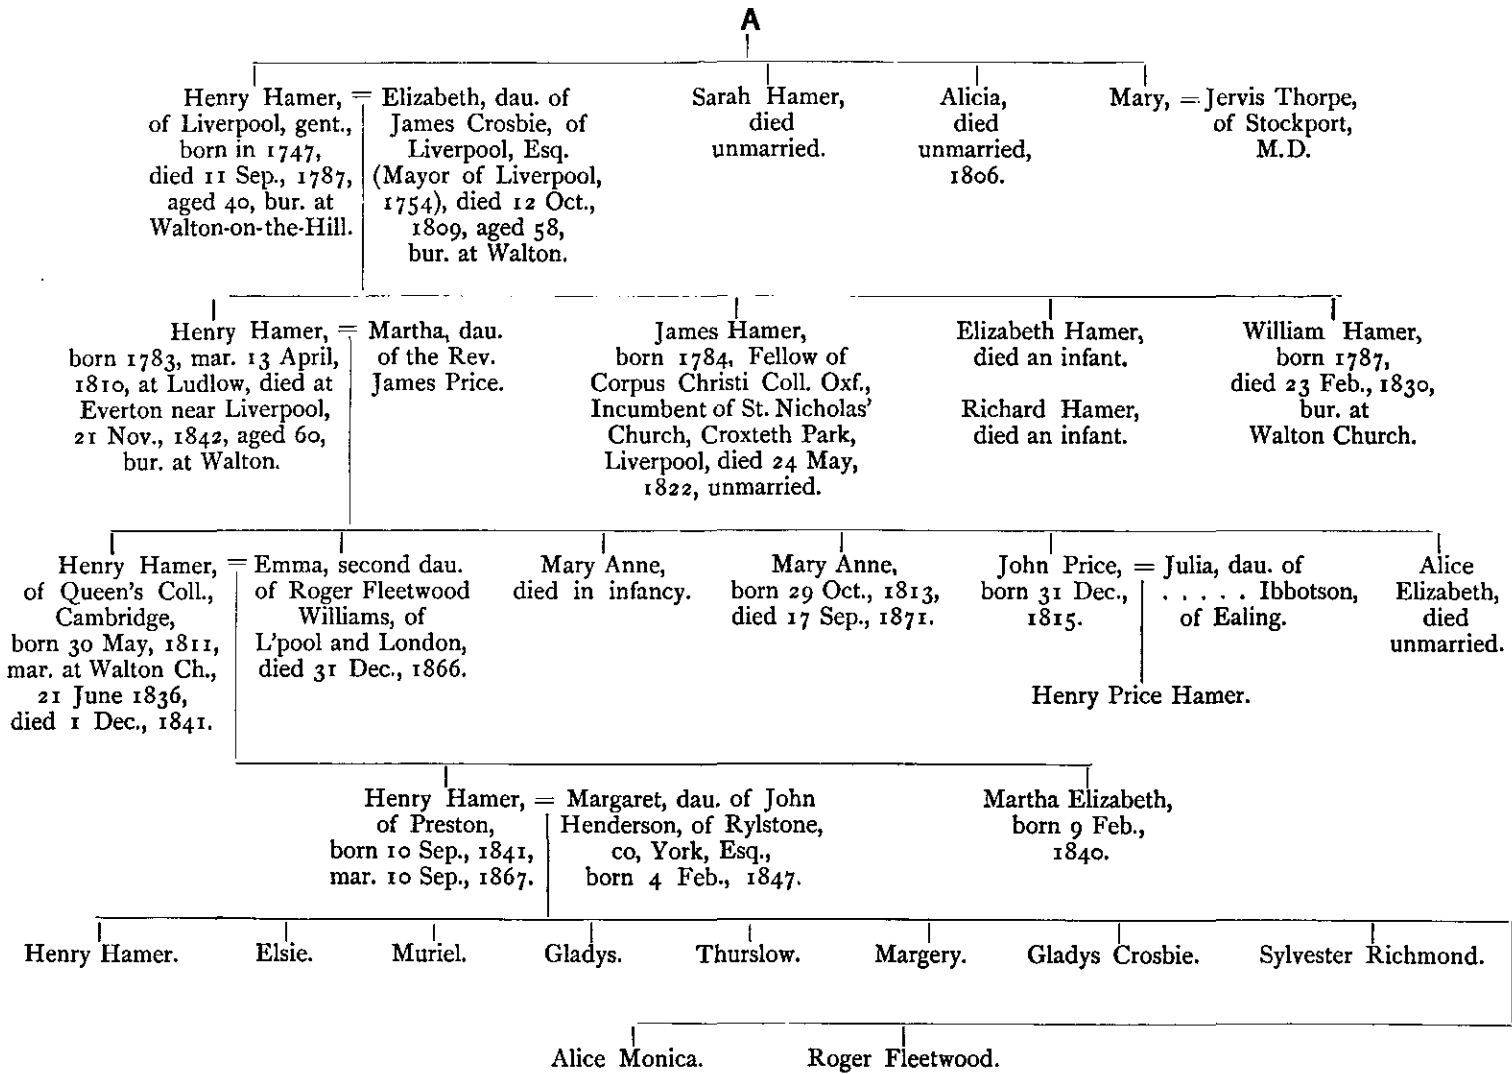 A
Henry Hamer,
of Liverpool, gent.,
born in 1747,
died 11 Sep., 1787,
aged 40, bur. at
Walton-on-the-Hill.
=
Elizabeth, dau. of
James Crosbie, of
Liverpool, Esq.
(Mayor of Liverpool,
1754), died 12 Oct.,
1809, aged 58,
bur. at Walton.
Sarah Hamer,
died
unmarried.
Alicia,
died
unmarried,
1806.
Mary, = Jervis Thorpe,
of Stockport,
M.D.
Henry Hamer,
born 1783, mar. 13 April,
1810, at Ludlow, died at
Everton near Liverpool,
21 Nov., 1842, aged 60,
bur. at Walton.
=
Martha, dau.
of the Rev.
James Price.
James Hamer,
born 1784, Fellow of
Corpus Christi Coll. Oxf.,
Incumbent of St. Nicholas'
Church, Croxteth Park,
Liverpool, died 24 May,
1822, unmarried.
Elizabeth Hamer,
died an infant.
Richard Hamer,
died an infant.
William Hamer,
born 1787,
died 23 Feb., 1830,
bur. at
Walton Church.
Henry Hamer,
of Queen's Coll.,
Cambridge,
born 30 May, 1811,
mar. at Walton Ch.,
21 June 1836,
died 1 Dec., 1841.
=
Emma, second dau.
of Roger Fleetwood
Williams, of
L'pool and London,
died 31 Dec., 1866.
Mary Anne,
died in infancy.
Mary Anne,
born 29 Oct., 1813,
died 17 Sep., 1871.
John Price,
born 31 Dec.,
1815.
=
Julia, dau. of
. . . . . Ibbotson,
of Ealing.
Alice
Elizabeth,
died
unmarried.
Henry Price Hamer.
Henry Hamer,
of Preston,
born 10 Sep., 1841,
mar. 10 Sep., 1867.
=
Margaret, dau. of John
Henderson, of Rylstone,
co, York, Esq.,
born 4 Feb., 1847.
Martha Elizabeth,
born 9 Feb.,
1840.
Henry Hamer. Elsie. Muriel. Gladys. Thurslow. Margery. Gladys Crosbie. Sylvester Richmond.
Alice Monica. Roger Fleetwood.